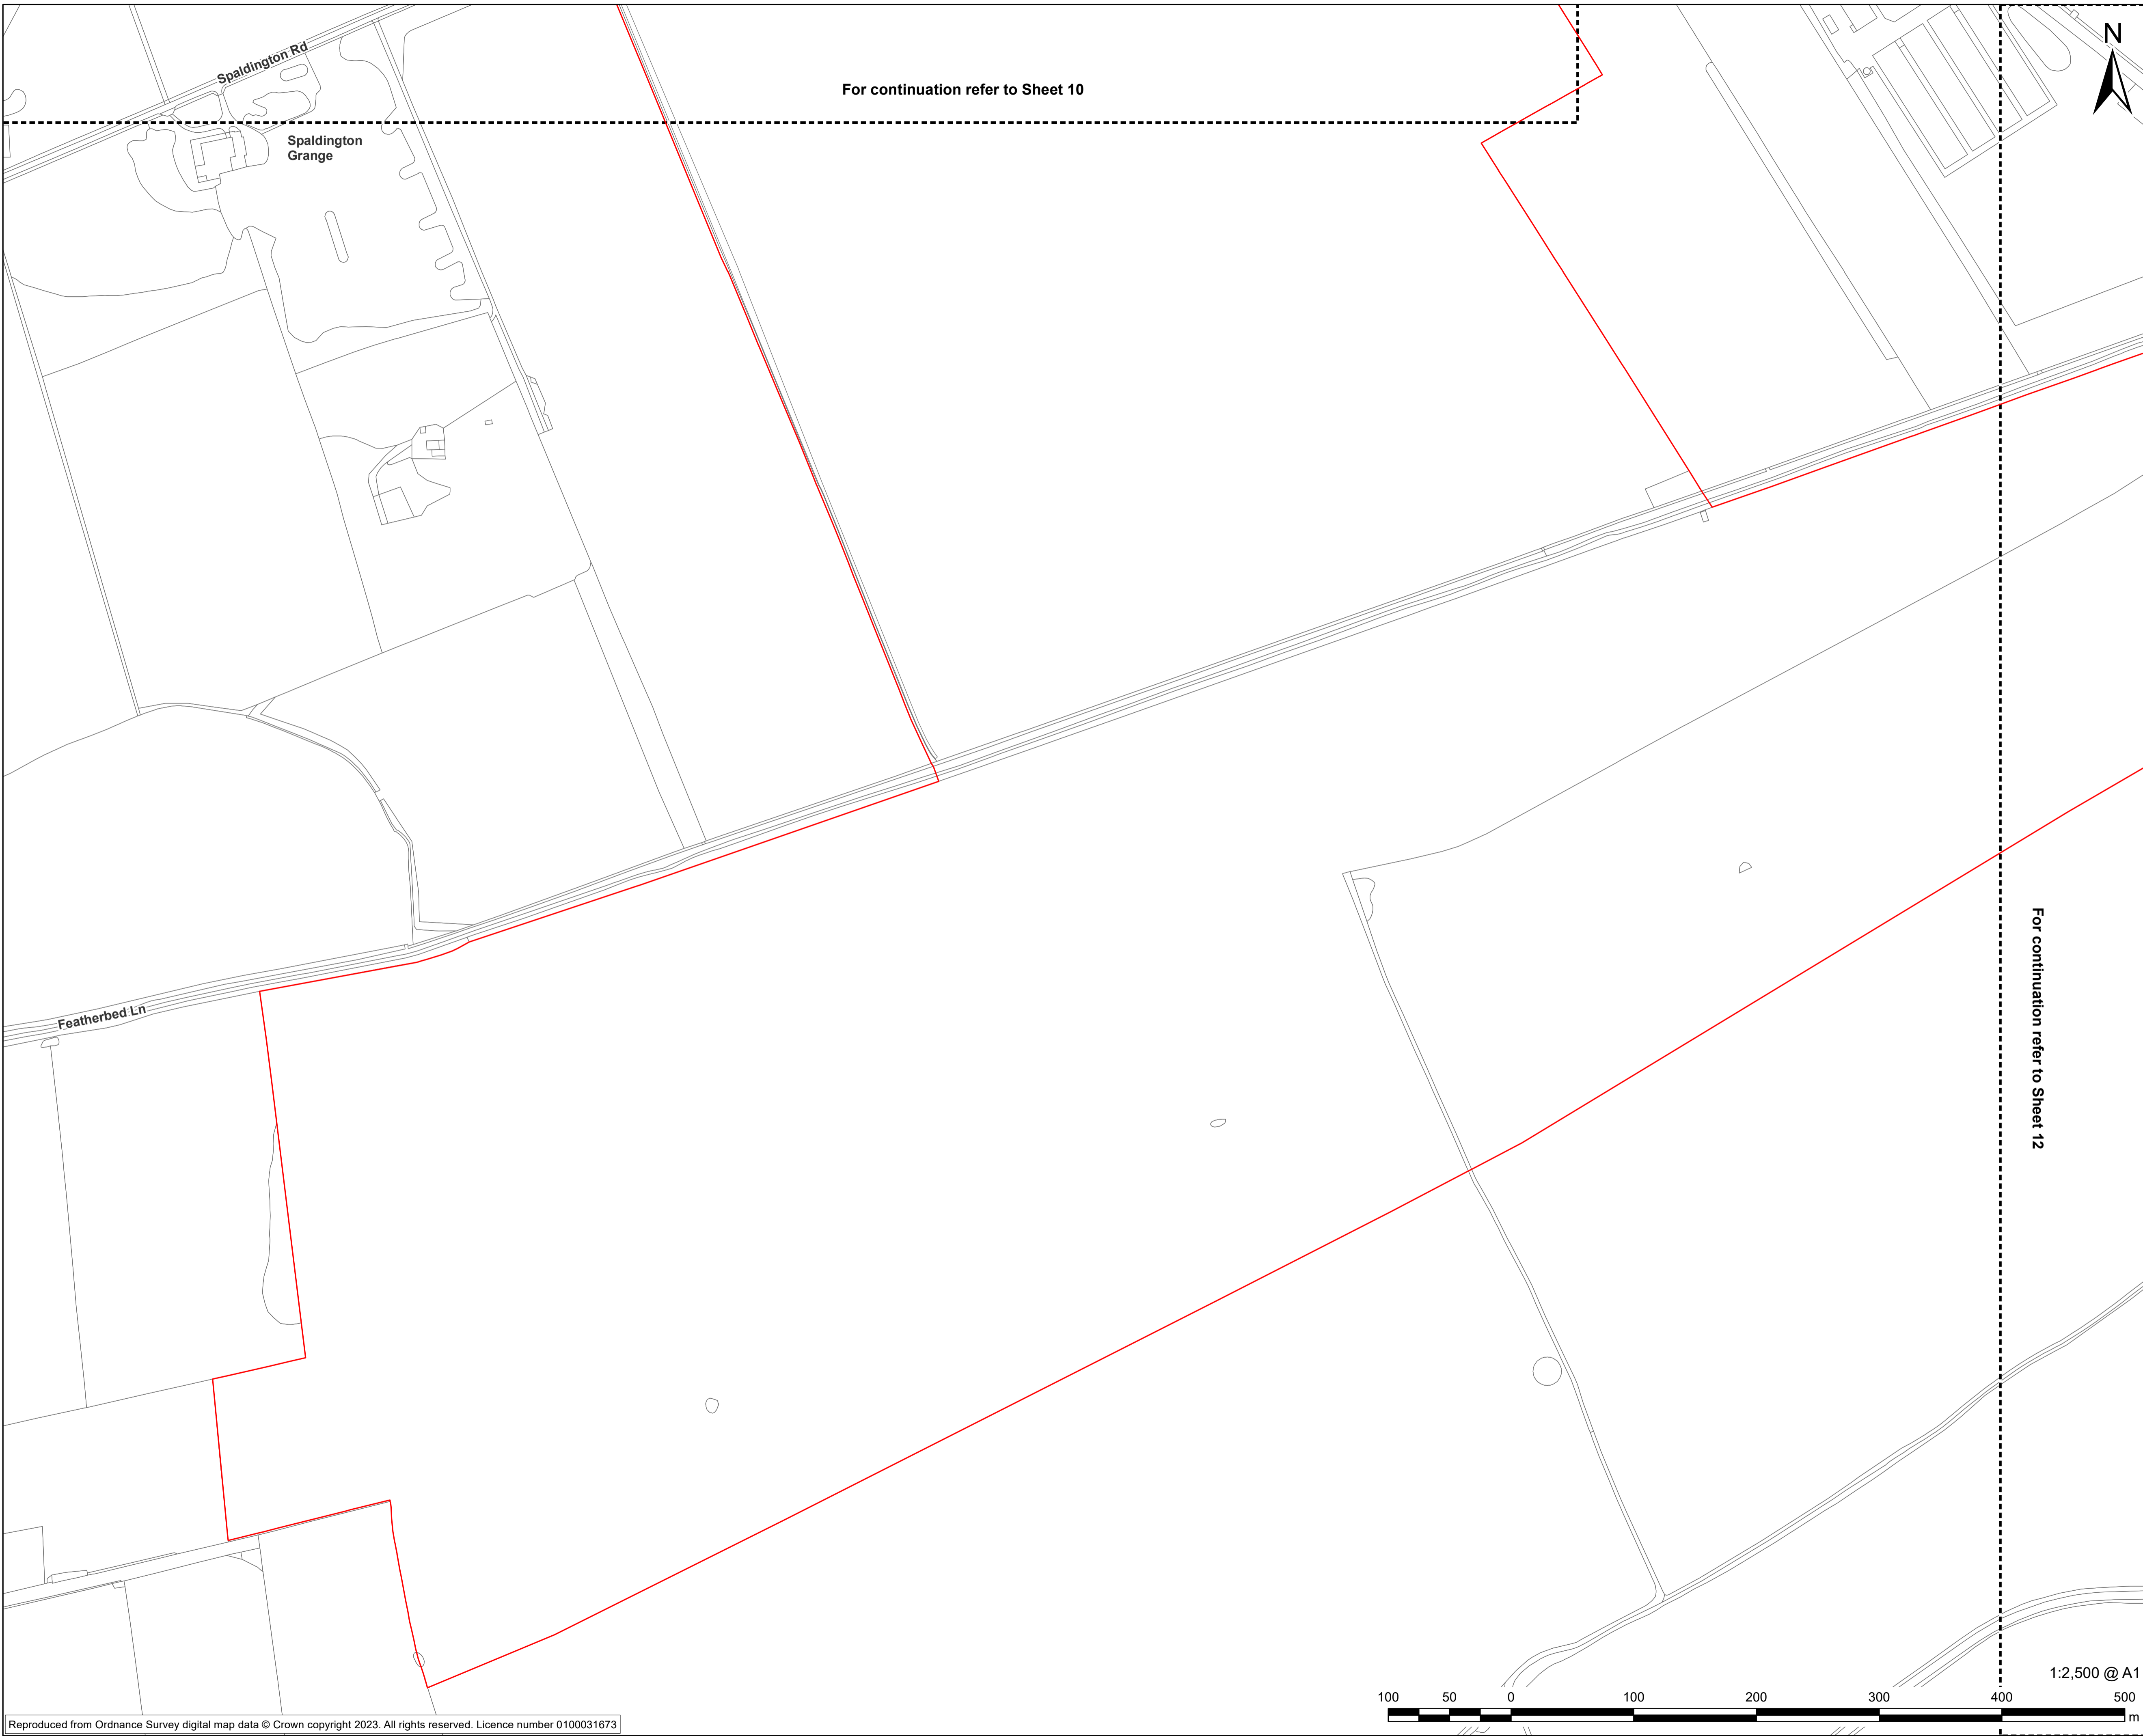 N
Spaldington Rd
For continuation refer to Sheet 10
Spaldington
Grange
For continuation refer to Sheet 12
Featherbed Ln
1:2,500 @ A1
100 50 0 100 200 300 400 500
m
Reproduced from Ordnance Survey digital map data © Crown copyright 2023. All rights reserved. Licence number 0100031673